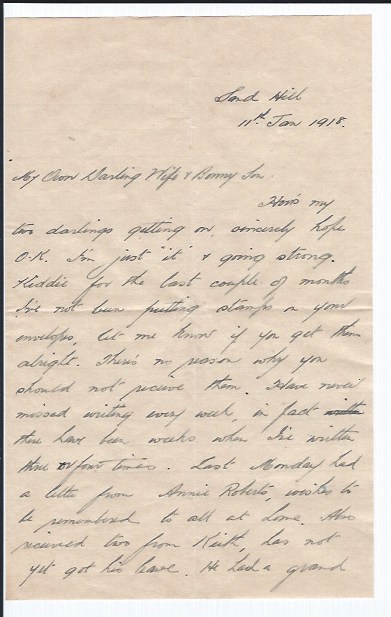 Sand Hill
11th Jan 1918.
My Own Darling Wife & Bonny Son.
How's my
two darlings getting on, sincerely hope
O.K. I'm just "it" & going strong.
Kiddie for the last couple of months
I've not been putting stamps on your
envelops, let me know if you get them
alright. There's no reason why you
should not receive them. Have never
missed writing every week, in fact written
there have been weeks when I've written
three or four times. Last Monday had
a letter from Annie Roberts, wishes to
be remembered to all at home. Also
received two from Keith, has not
yet got his leave. He had a grand